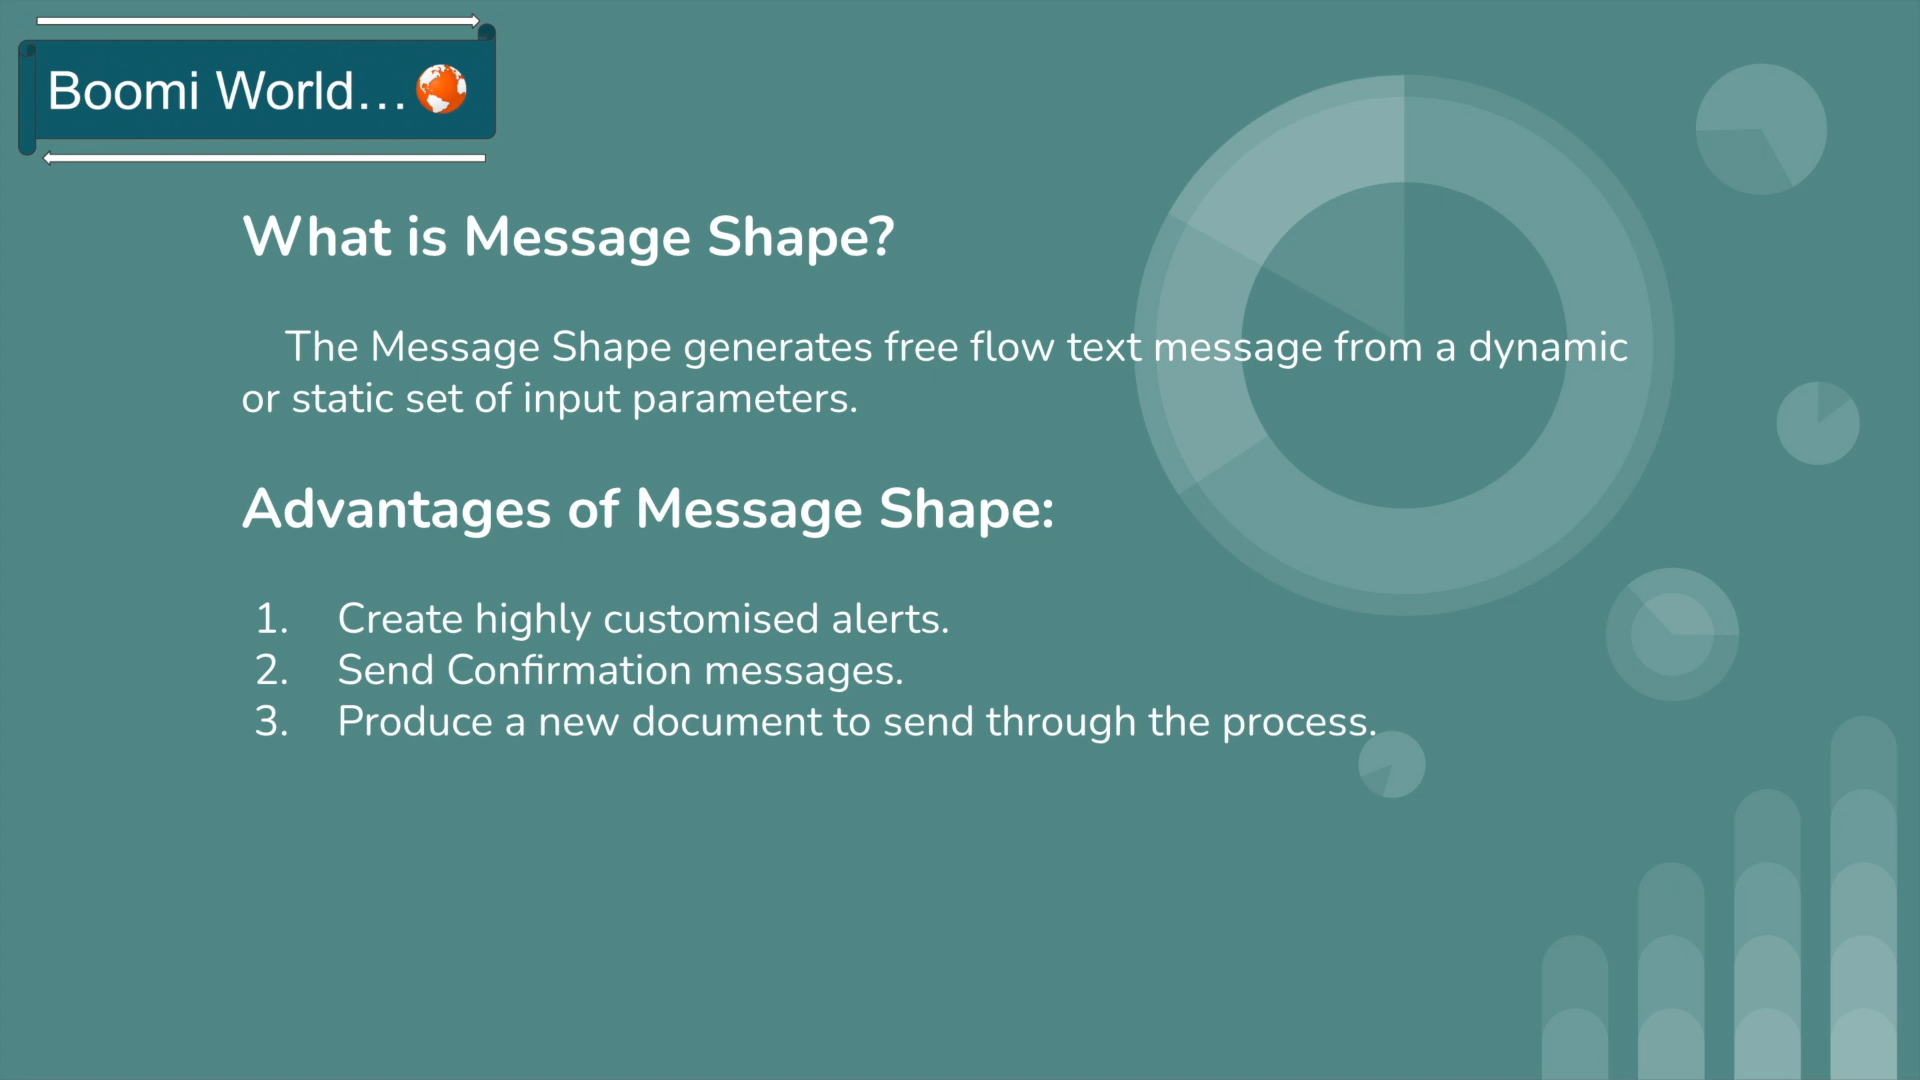 Boomi World...
What is Message Shape?
The Message Shape generates free flow text message from a dynamic
or static set of input parameters.
Advantages of Message Shape:
1. Create highly customised alerts.
2. Send Confirmation messages.
3. Produce a new document to send through the process.